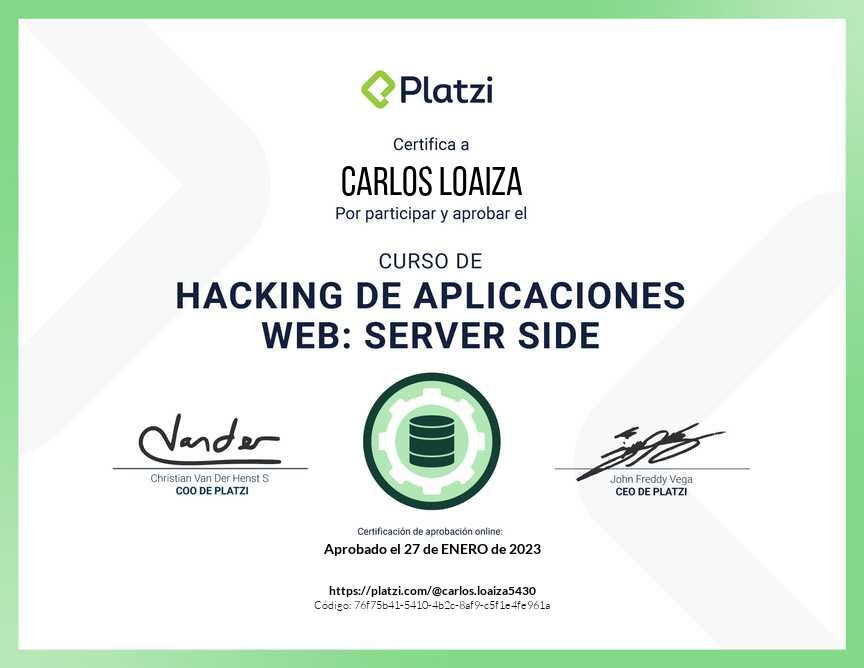 Platzi
Certifica a
CARLOS LOAIZA
Por participar y aprobar el
CURSO DE
HACKING DE APLICACIONES
WEB: SERVER SIDE
Vander
Christian Van Der Henst S
COO DE PLATZI
John Freddy Vega
CEO DE PLATZI
Certificación de aprobación online:
Aprobado el 27 de ENERO de 2023
https://platzi.com/@carlos.loaiza5430
Código: 76f75b41-5410-4b2c-8af9-c5f1e4fe961a